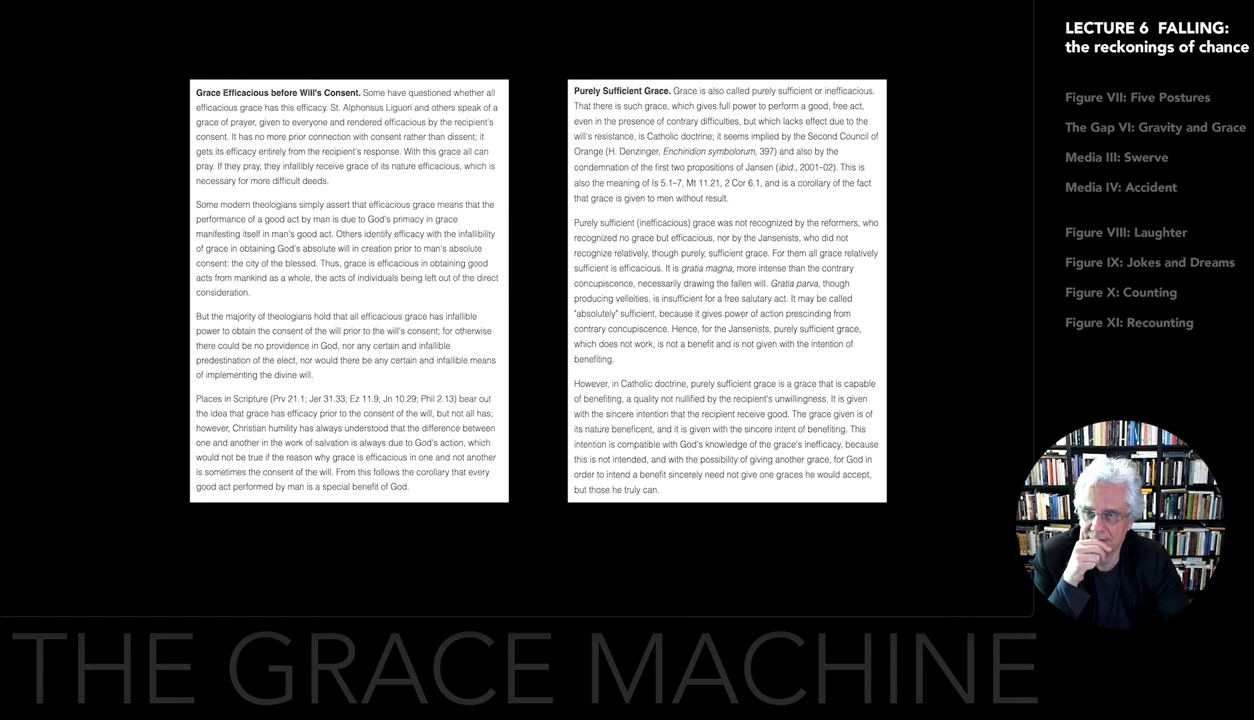 Grace Efficacious before Will's Consent. Some have questioned whether all
efficacious grace has this efficacy. St. Alphonsus Liguori and others speak of a
grace of prayer, given to everyone and rendered efficacious by the recipient's
consent. It has no more prior connection with consent rather than dissent; it
gets its efficacy entirely from the recipient's response. With this grace all can
pray. If they pray, they infallibly receive grace of its nature efficacious, which is
necessary for more difficult deeds.
Some modern theologians simply assert that efficacious grace means that the
performance of a good act by man is due to God's primacy in grace
manifesting itself in man's good act. Others identify efficacy with the infallibility
of grace in obtaining God's absolute will in creation prior to man's absolute
consent: the city of the blessed. Thus, grace is efficacious in obtaining good
acts from mankind as a whole, the acts of individuals being left out of the direct
consideration.
But the majority of theologians hold that all efficacious grace has infallible
power to obtain the consent of the will prior to the will's consent; for otherwise
there could be no providence in God, nor any certain and infallible
predestination of the elect, nor would there be any certain and infallible means
of implementing the divine will.
Places in Scripture (Prv 21.1; Jer 31.33; Ez 11.9; Jn 10.29; Phil 2.13) bear out
the idea that grace has efficacy prior to the consent of the will, but not all has;
however, Christian humility has always understood that the difference between
one and another in the work of salvation is always due to God's action, which
would not be true if the reason why grace is efficacious in one and not another
is sometimes the consent of the will. From this follows the corollary that every
good act performed by man is a special benefit of God.
Purely Sufficient Grace. Grace is also called purely sufficient or inefficacious.
That there is such grace, which gives full power to perform a good, free act,
even in the presence of contrary difficulties, but which lacks effect due to the
will's resistance, is Catholic doctrine; it seems implied by the Second Council of
Orange (H. Denzinger, Enchiridion symbolorum, 397) and also by the
condemnation of the first two propositions of Jansen (ibid., 2001–02). This is
also the meaning of Is 5.1–7, Mt 11.21, 2 Cor 6.1, and is a corollary of the fact
that grace is given to men without result.
Purely sufficient (inefficacious) grace was not recognized by the reformers, who
recognized no grace but efficacious, nor by the Jansenists, who did not
recognize relatively, though purely, sufficient grace. For them all grace relatively
sufficient is efficacious. It is gratia magna, more intense than the contrary
concupiscence, necessarily drawing the fallen will. Gratia parva, though
producing velleities, is insufficient for a free salutary act. It may be called
"absolutely" sufficient, because it gives power of action prescinding from
contrary concupiscence. Hence, for the Jansenists, purely sufficient grace,
which does not work, is not a benefit and is not given with the intention of
benefiting.
However, in Catholic doctrine, purely sufficient grace is a grace that is capable
of benefiting, a quality not nullified by the recipient's unwillingness. It is given
with the sincere intention that the recipient receive good. The grace given is of
its nature beneficent, and it is given with the sincere intent of benefiting. This
intention is compatible with God's knowledge of the grace's inefficacy, because
this is not intended, and with the possibility of giving another grace, for God in
order to intend a benefit sincerely need not give one graces he would accept,
but those he truly can.
LECTURE 6 FALLING:
the reckonings of chance
Figure VII: Five Postures
The Gap VI: Gravity and Grace
Media III: Swerve
Media IV: Accident
Figure VIII: Laughter
Figure IX: Jokes and Dreams
Figure X: Counting
Figure XI: Recounting
THE GRACE MACHINE